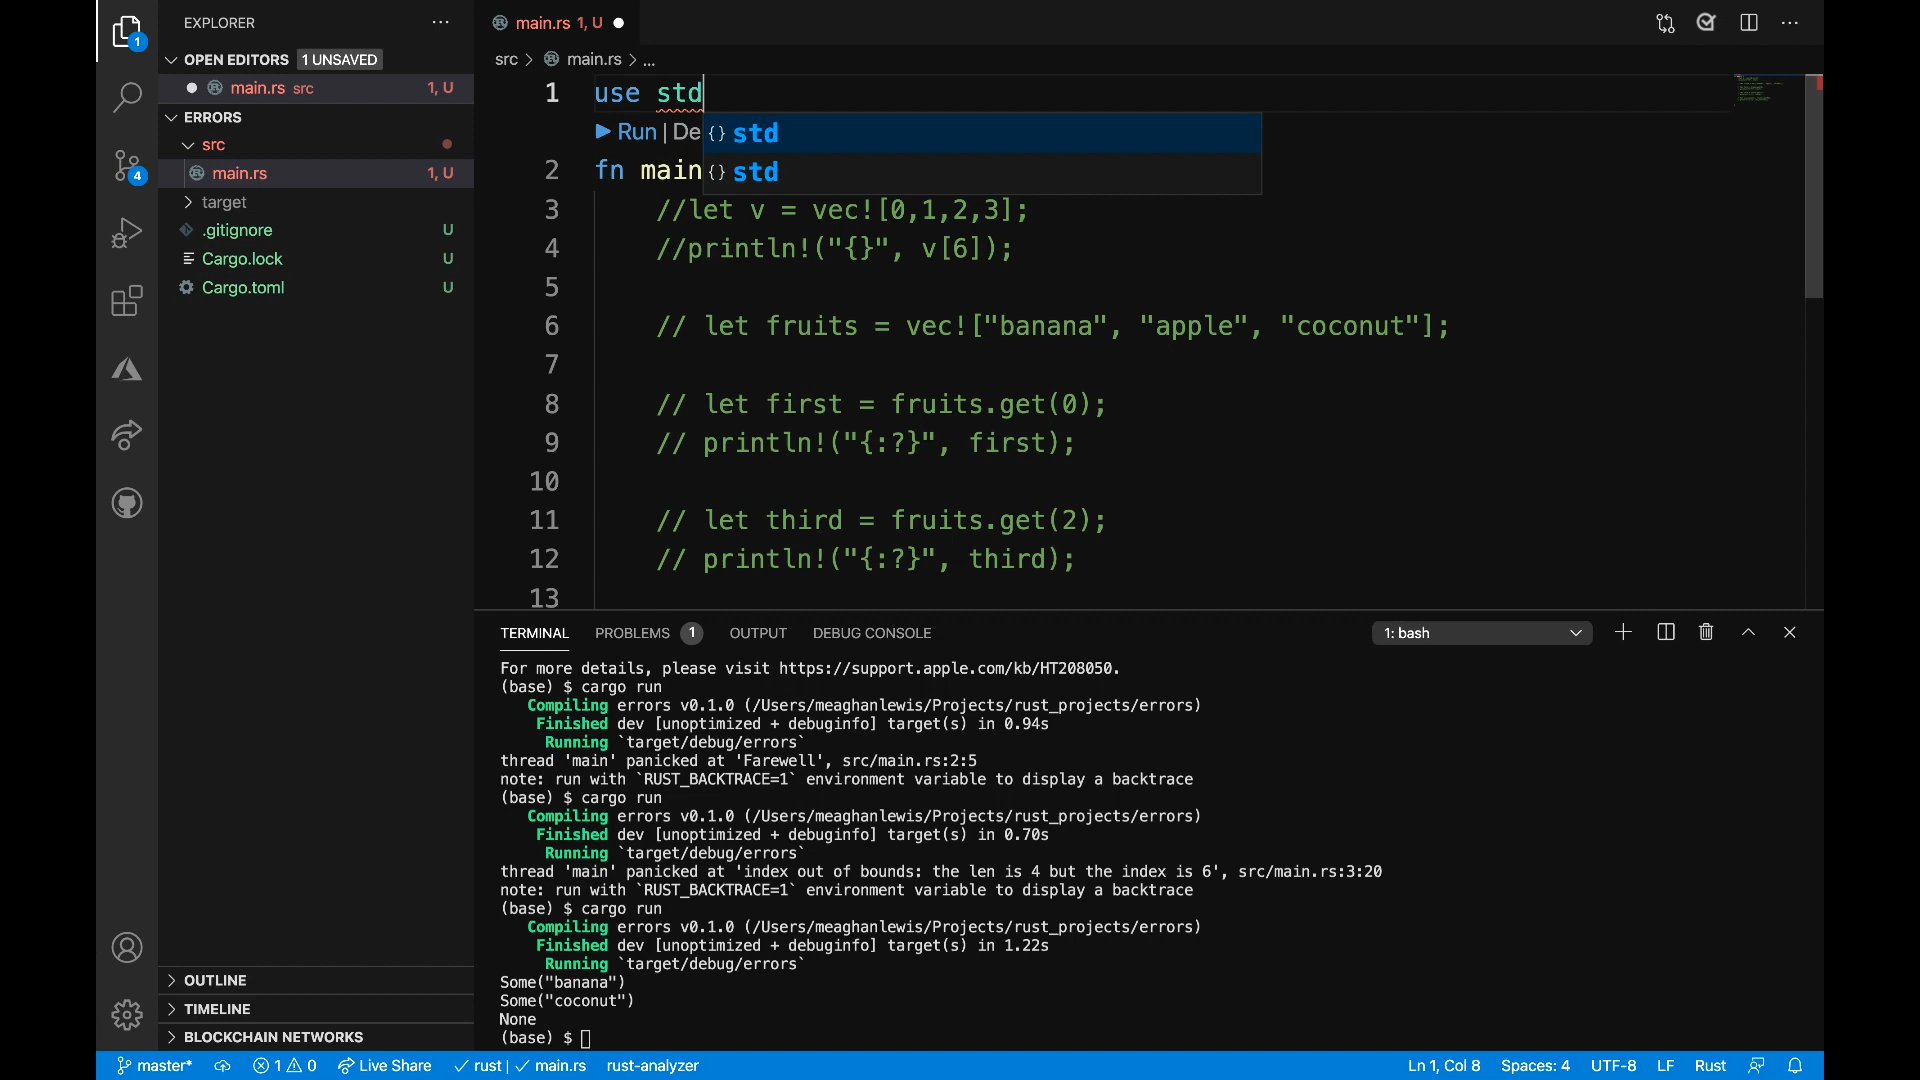 EXPLORER
OPEN EDITORS 1 UNSAVED
main.rs src 1, U
ERRORS
src
main.rs 1, U
target
.gitignore U
Cargo.lock U
Cargo.toml U
OUTLINE
TIMELINE
BLOCKCHAIN NETWORKS
1
4
main.rs 1, U
src > main.rs > ...
1 use std
Run | De
{} std
{} std
2 fn main
3 //let v = vec![0,1,2,3];
4 //println!("{}", v[6]);
5
6 // let fruits = vec!["banana", "apple", "coconut"];
7
8 // let first = fruits.get(0);
9 // println!("{:?}", first);
10
11 // let third = fruits.get(2);
12 // println!("{:?}", third);
13
TERMINAL PROBLEMS 1 OUTPUT DEBUG CONSOLE 1: bash
For more details, please visit https://support.apple.com/kb/HT208050.
(base) $ cargo run
Compiling errors v0.1.0 (/Users/meaghanlewis/Projects/rust_projects/errors)
Finished dev [unoptimized + debuginfo] target(s) in 0.94s
Running `target/debug/errors`
thread 'main' panicked at 'Farewell', src/main.rs:2:5
note: run with `RUST_BACKTRACE=1` environment variable to display a backtrace
(base) $ cargo run
Compiling errors v0.1.0 (/Users/meaghanlewis/Projects/rust_projects/errors)
Finished dev [unoptimized + debuginfo] target(s) in 0.70s
Running `target/debug/errors`
thread 'main' panicked at 'index out of bounds: the len is 4 but the index is 6', src/main.rs:3:20
note: run with `RUST_BACKTRACE=1` environment variable to display a backtrace
(base) $ cargo run
Compiling errors v0.1.0 (/Users/meaghanlewis/Projects/rust_projects/errors)
Finished dev [unoptimized + debuginfo] target(s) in 1.22s
Running `target/debug/errors`
Some("banana")
Some("coconut")
None
(base) $
master* 1 0 Live Share rust | main.rs rust-analyzer Ln 1, Col 8 Spaces: 4 UTF-8 LF Rust